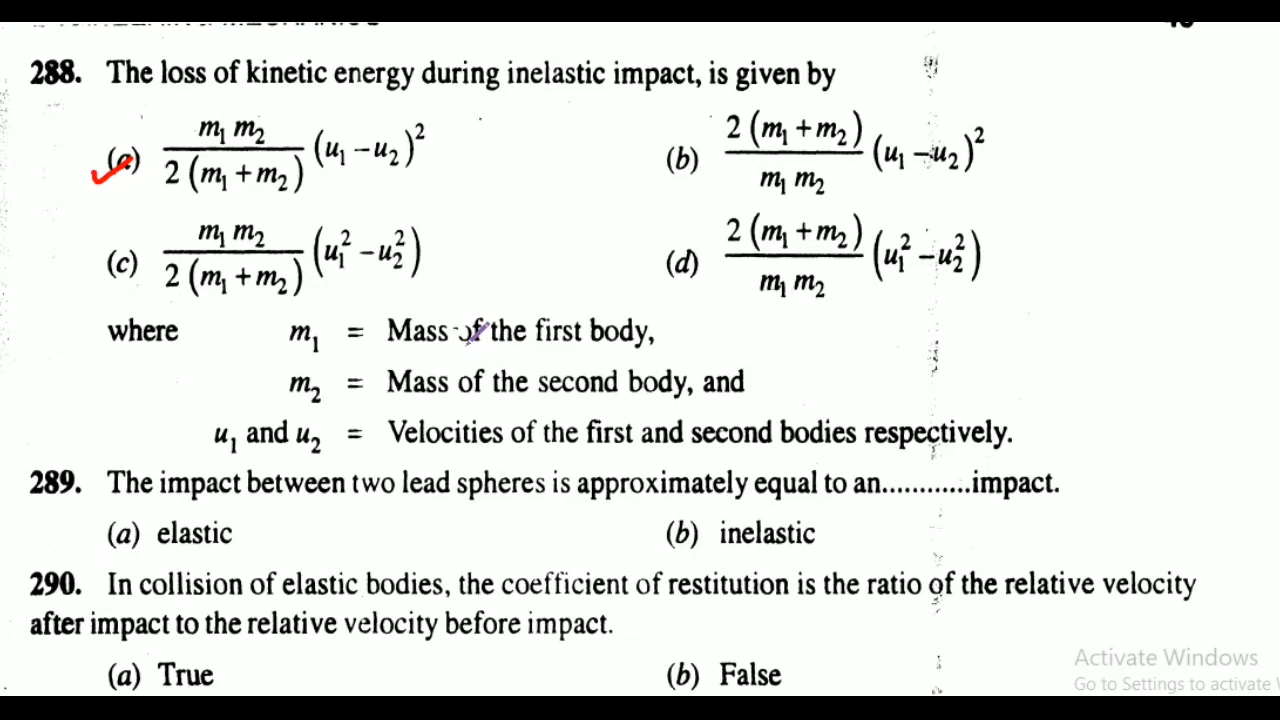 288. The loss of kinetic energy during inelastic impact, is given by
(a) m₁ m₂ / 2 (m₁ + m₂) (u₁ – u₂)² (b) 2 (m₁ + m₂) / m₁ m₂ (u₁ – u₂)²
(c) m₁ m₂ / 2 (m₁ + m₂) (u₁² – u₂²) (d) 2 (m₁ + m₂) / m₁ m₂ (u₁² – u₂²)
where m₁ = Mass of the first body,
m₂ = Mass of the second body, and
u₁ and u₂ = Velocities of the first and second bodies respectively.
289. The impact between two lead spheres is approximately equal to an............impact.
(a) elastic (b) inelastic
290. In collision of elastic bodies, the coefficient of restitution is the ratio of the relative velocity
after impact to the relative velocity before impact.
(a) True (b) False
Activate Windows
Go to Settings to activate